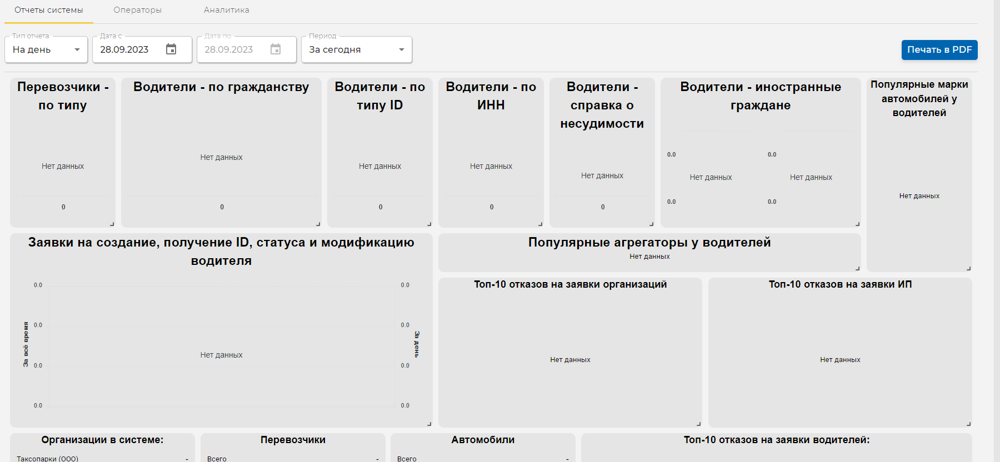 Отчеты системы
Операторы
Аналитика
Тип отчета
На день
Дата с
28.09.2023
Дата по
28.09.2023
Период
За сегодня
Печать в PDF
Перевозчики -
по типу
Нет данных
0
Водители - по гражданству
Нет данных
0
Водители - по
типу ID
Нет данных
0
Водители - по
ИНН
Нет данных
0
Водители -
справка о
несудимости
Нет данных
0
Водители - иностранные
граждане
0.0
Нет данных
0.0
0.0
Нет данных
0.0
Популярные марки
автомобилей у
водителей
Нет данных
Заявки на создание, получение ID, статуса и модификацию
водителя
За всё время
0.0
0.0
0.0
0.0
Нет данных
0.0
0.0
0.0
0.0
За день
Популярные агрегаторы у водителей
Нет данных
Топ-10 отказов на заявки организаций
Нет данных
Топ-10 отказов на заявки ИП
Нет данных
Организации в системе:
Таксопарки (ООО) -
Перевозчики
Всего -
Автомобили
Всего -
Топ-10 отказов на заявки водителей: